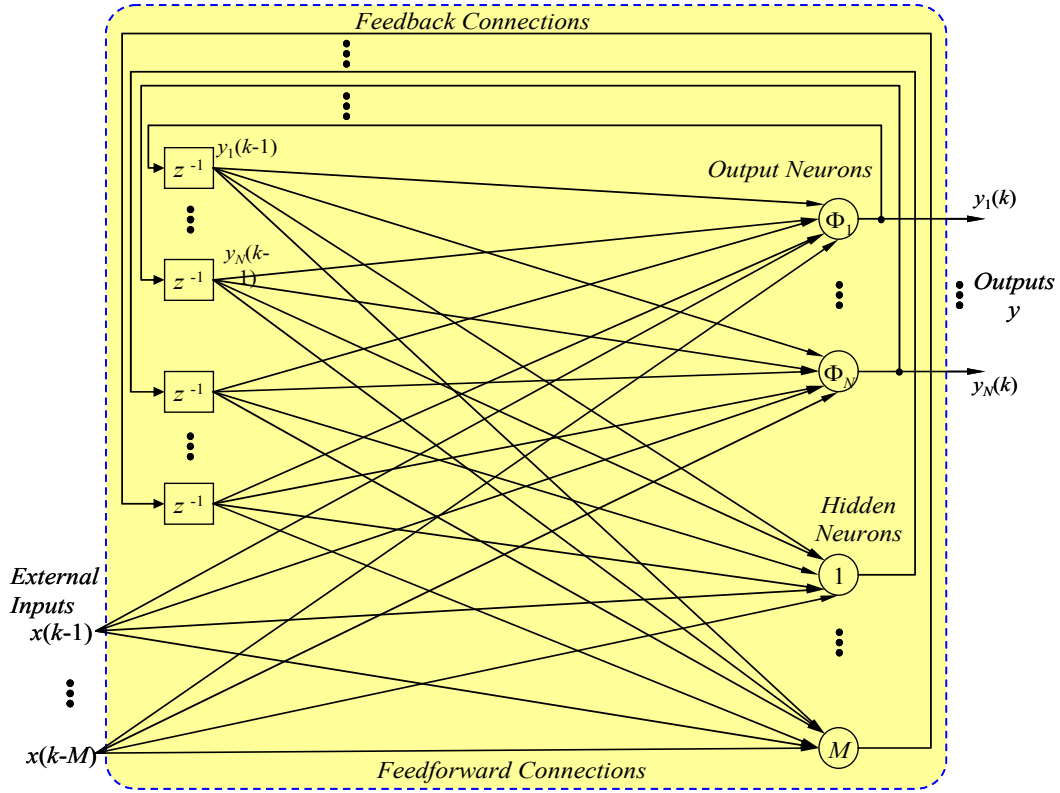 Feedback Connections
y1(k-1)
z -1
Output Neurons
Φ1
y1(k)
yN(k-
1)
z -1
Outputs
y
ΦN
yN(k)
z -1
z -1
Hidden
Neurons
1
External
Inputs
x(k-1)
x(k-M)
M
Feedforward Connections